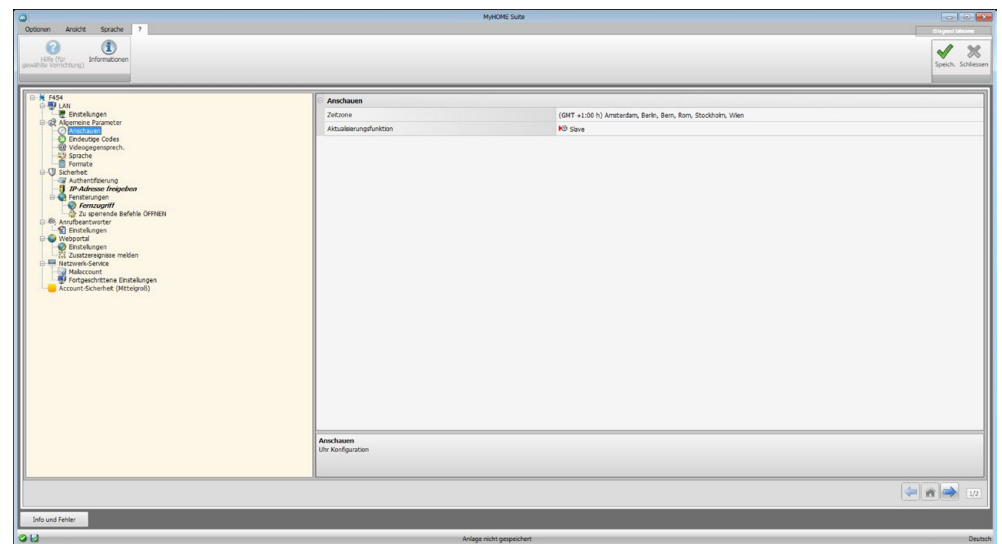 MyHOME Suite
Optionen Ansicht Sprache ?
Hilfe (für gewählte Vorrichtung)
Informationen
Speich. Schliessen
F454
LAN
Einstellungen
Allgemeine Parameter
Anschauen
Eindeutige Codes
Videogegensprech.
Sprache
Formate
Sicherheit
Authentifizierung
IP-Adresse freigeben
Fensterungen
Fernzugriff
Zu sperrende Befehle ÖFFNEN
Anrufbeantworter
Einstellungen
Webportal
Einstellungen
Zusatzereignisse melden
Netzwerk-Service
Mailaccount
Fortgeschrittene Einstellungen
Account-Sicherheit (Mittelgroß)
Anschauen
Zeitzone (GMT +1:00 h) Amsterdam, Berlin, Bern, Rom, Stockholm, Wien
Aktualisierungsfunktion Slave
Anschauen
Uhr Konfiguration
1/2
Info und Fehler
Anlage nicht gespeichert
Deutsch